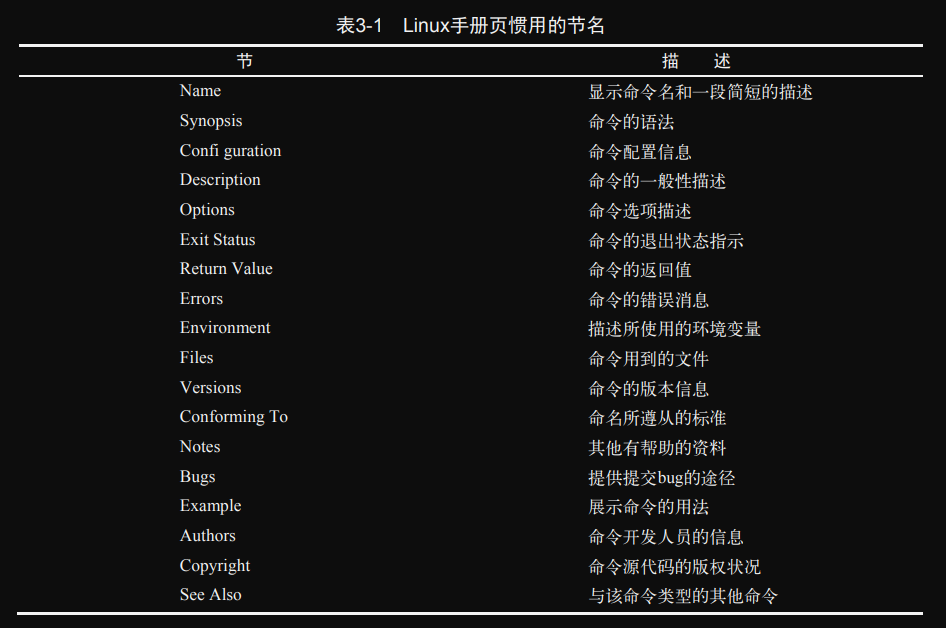 表3-1 Linux手册页惯用的节名
节 描 述
Name 显示命令名和一段简短的描述
Synopsis 命令的语法
Confi guration 命令配置信息
Description 命令的一般性描述
Options 命令选项描述
Exit Status 命令的退出状态指示
Return Value 命令的返回值
Errors 命令的错误消息
Environment 描述所使用的环境变量
Files 命令用到的文件
Versions 命令的版本信息
Conforming To 命名所遵从的标准
Notes 其他有帮助的资料
Bugs 提供提交bug的途径
Example 展示命令的用法
Authors 命令开发人员的信息
Copyright 命令源代码的版权状况
See Also 与该命令类型的其他命令